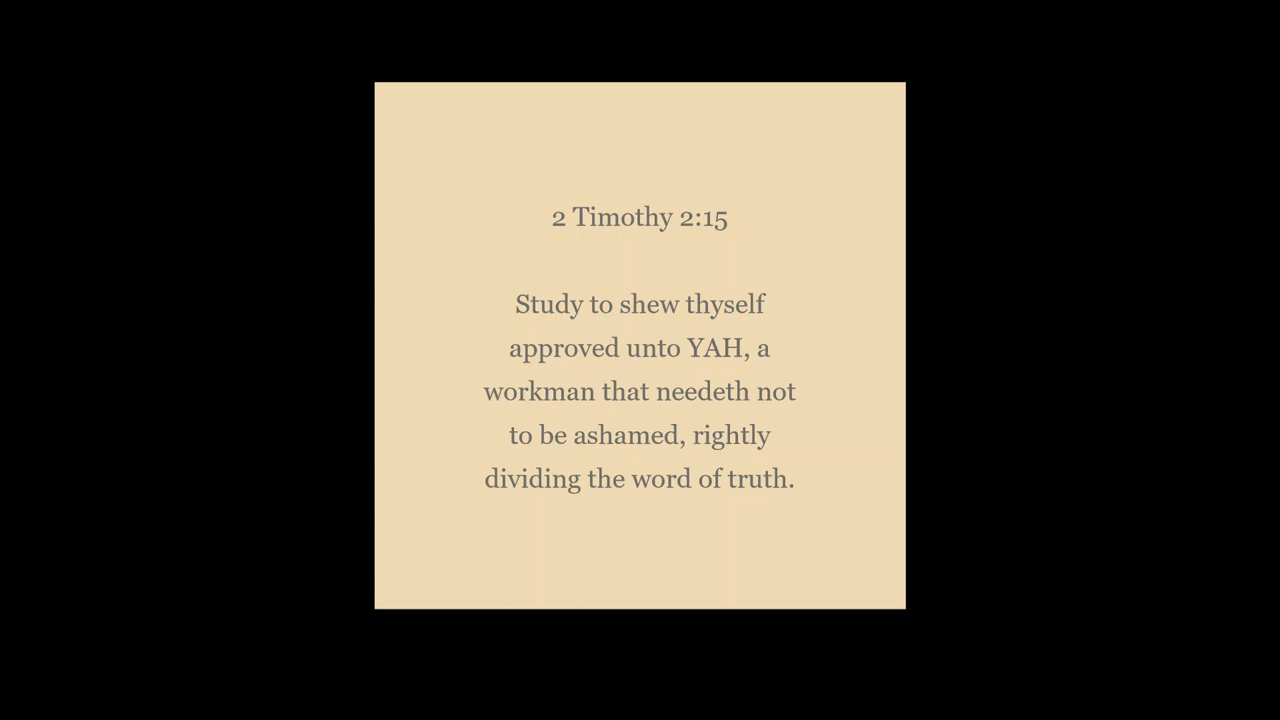 2 Timothy 2:15
Study to shew thyself
approved unto YAH, a
workman that needeth not
to be ashamed, rightly
dividing the word of truth.